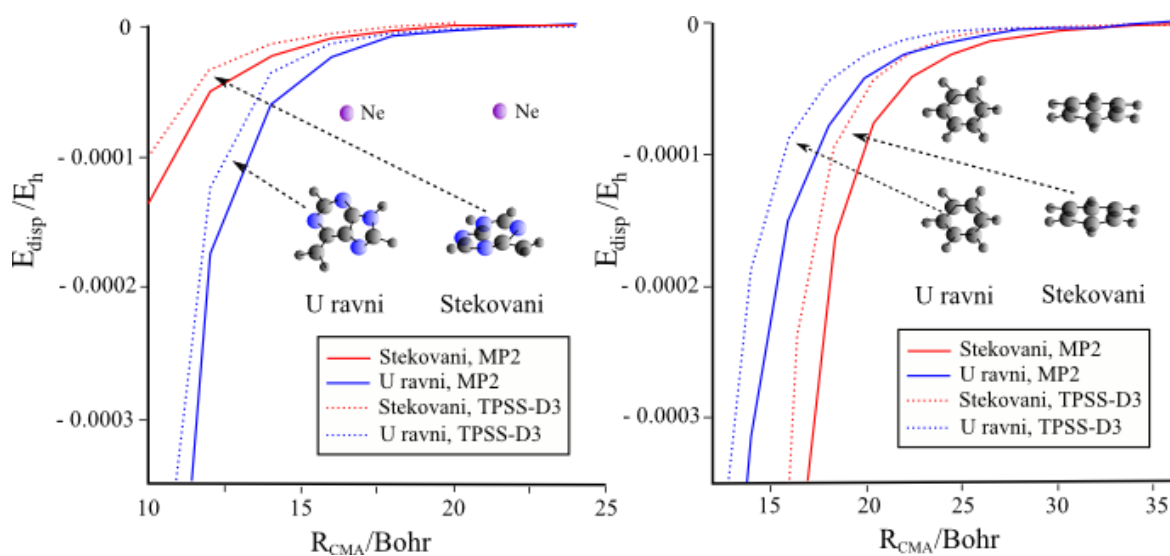 0
- 0.0001
- 0.0002
- 0.0003
E_disp /E_h
Ne
Ne
U ravni
Stekovani
Stekovani, MP2
U ravni, MP2
Stekovani, TPSS-D3
U ravni, TPSS-D3
10 15 20 25
R_CMA/Bohr
0
- 0.0001
- 0.0002
- 0.0003
E_disp /E_h
U ravni
Stekovani
Stekovani, MP2
U ravni, MP2
Stekovani, TPSS-D3
U ravni, TPSS-D3
15 20 25 30 35
R_CMA/Bohr